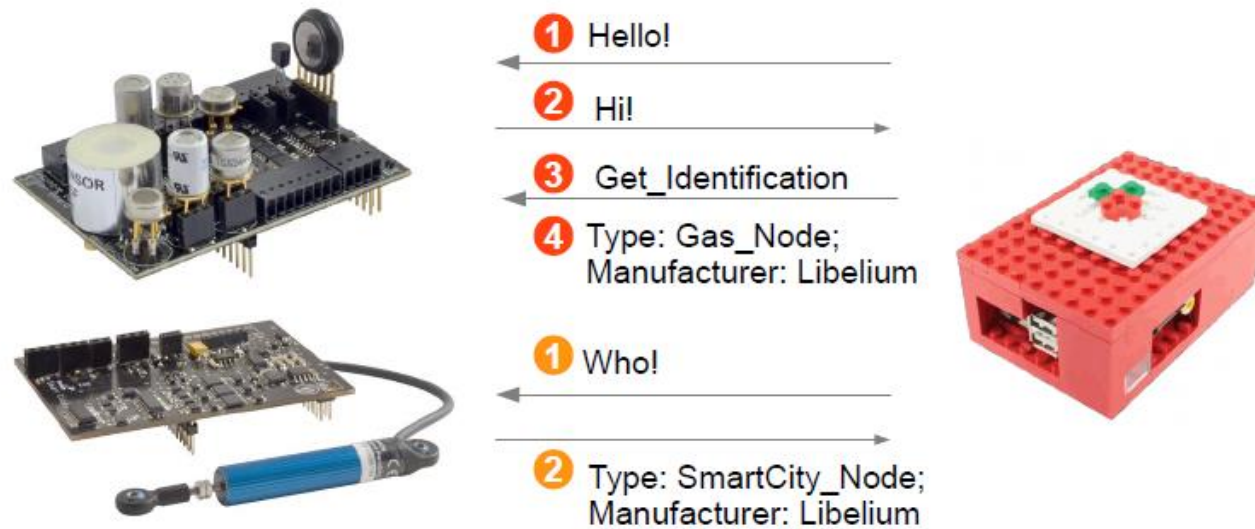 1 Hello!
2 Hi!
3 Get_Identification
4 Type: Gas_Node;
Manufacturer: Libelium
1 Who!
2 Type: SmartCity_Node;
Manufacturer: Libelium